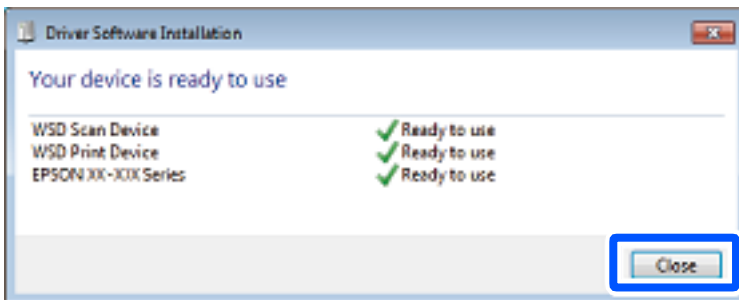 Driver Software Installation
Your device is ready to use
WSD Scan Device Ready to use
WSD Print Device Ready to use
EPSON XX-XXX Series Ready to use
Close